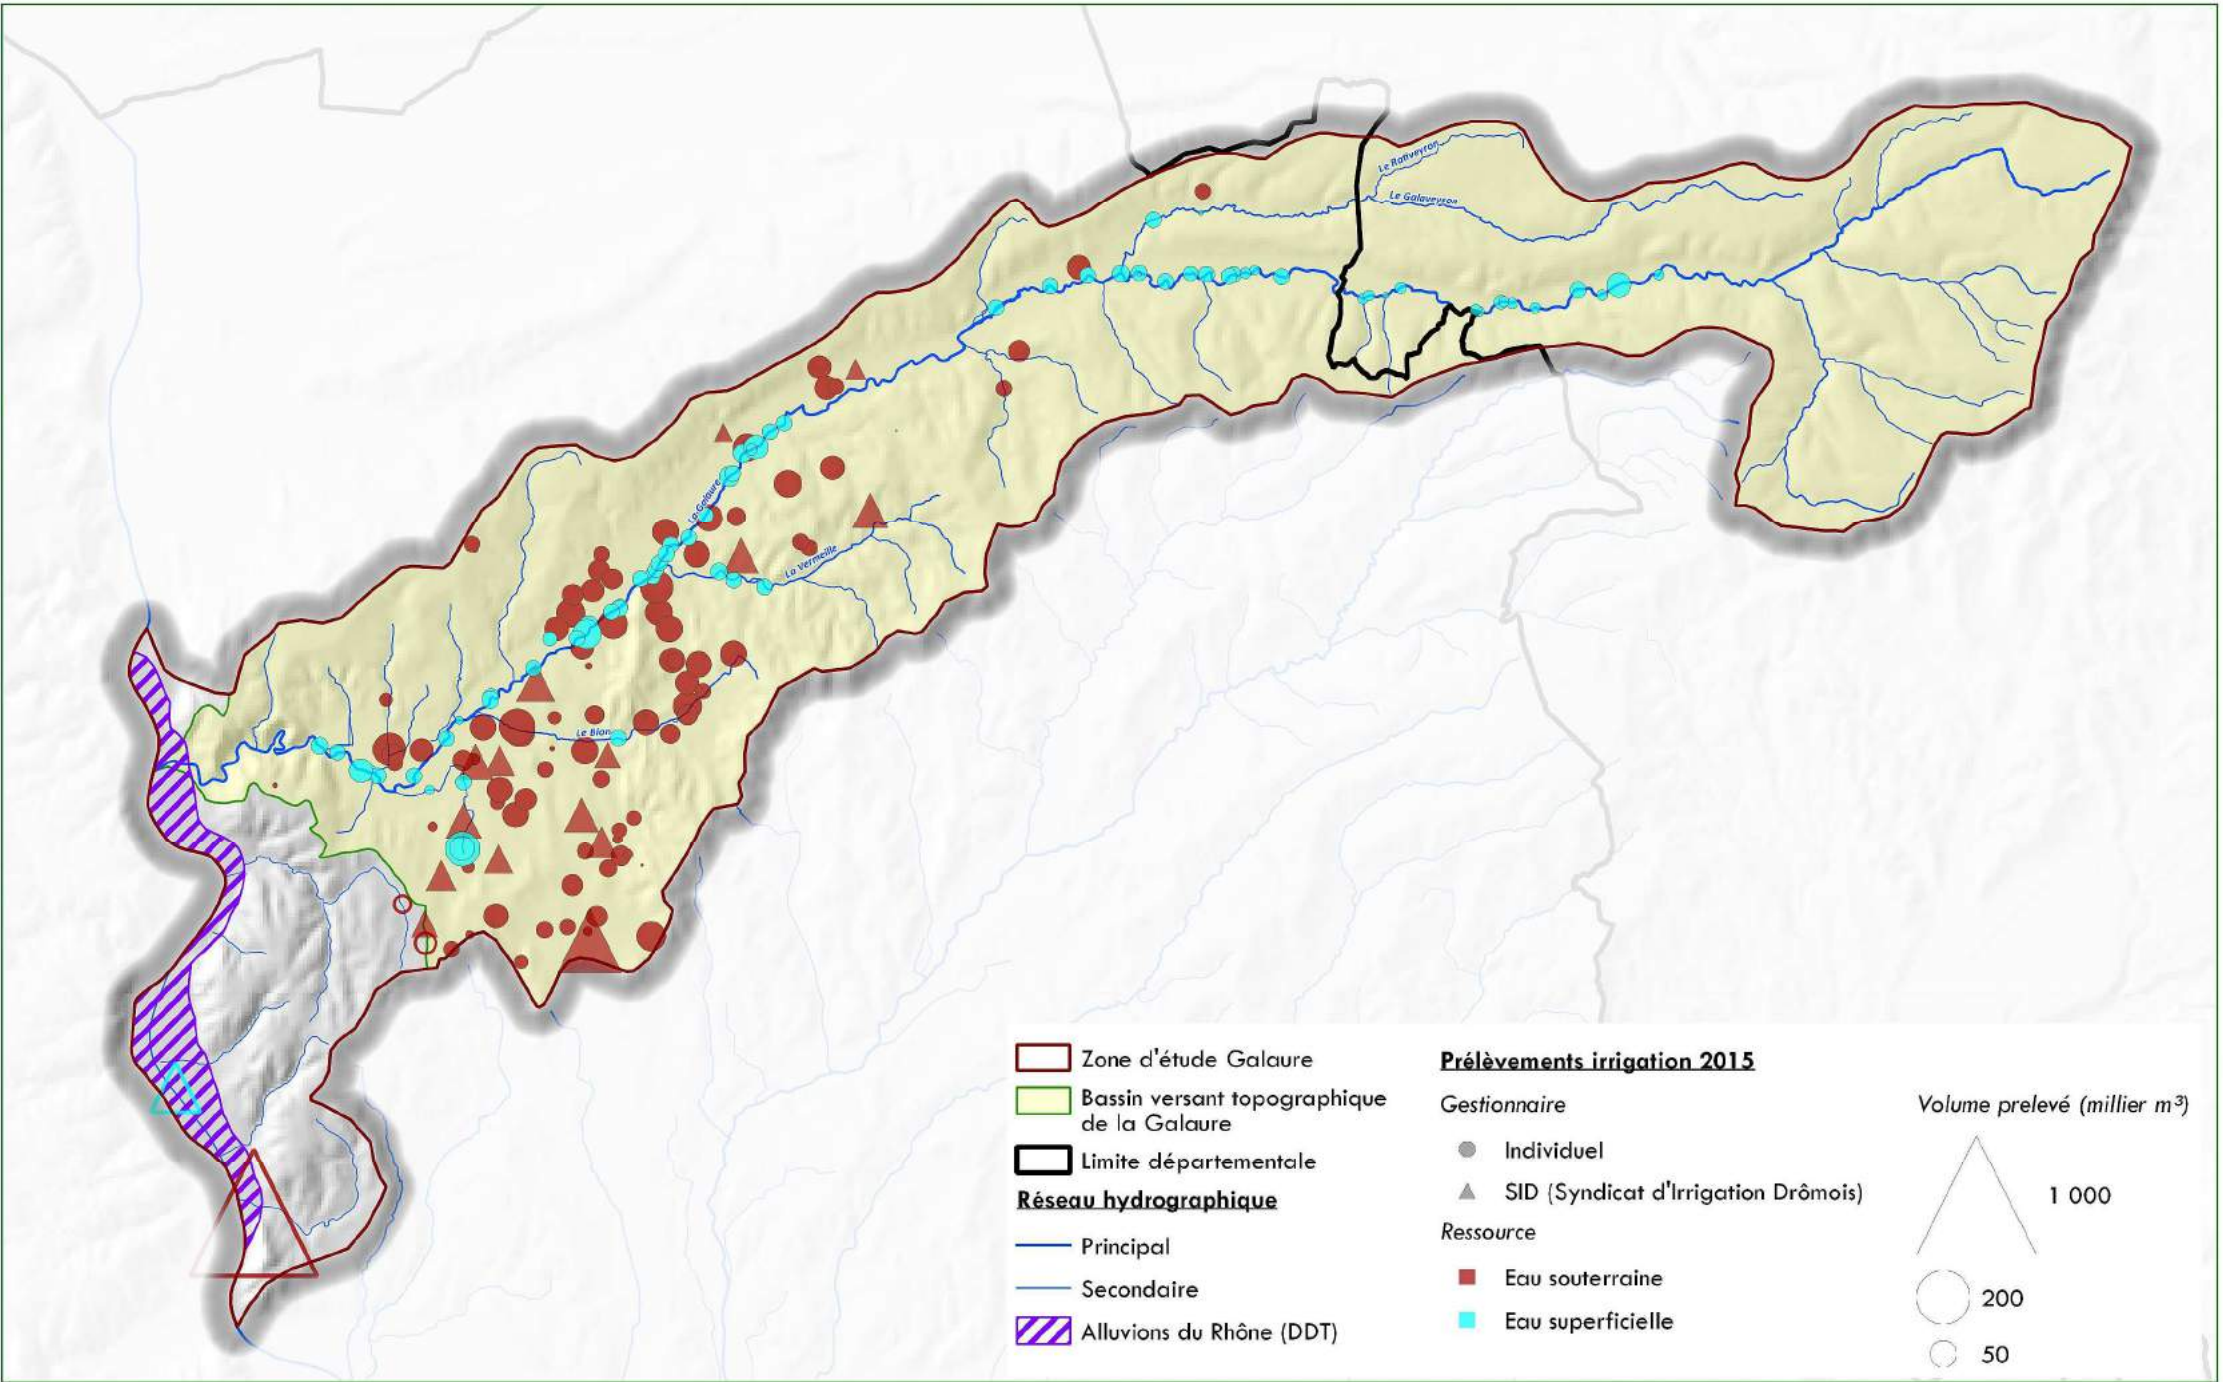 Le Rafiveyron
Le Galaveyron
La Galaure
La Vermeille
Le Bion
Zone d'étude Galaure
Bassin versant topographique
de la Galaure
Limite départementale
Réseau hydrographique
Principal
Secondaire
Alluvions du Rhône (DDT)
Prélèvements irrigation 2015
Gestionnaire
Individuel
SID (Syndicat d'Irrigation Drômois)
Ressource
Eau souterraine
Eau superficielle
Volume prelevé (millier m³)
1 000
200
50